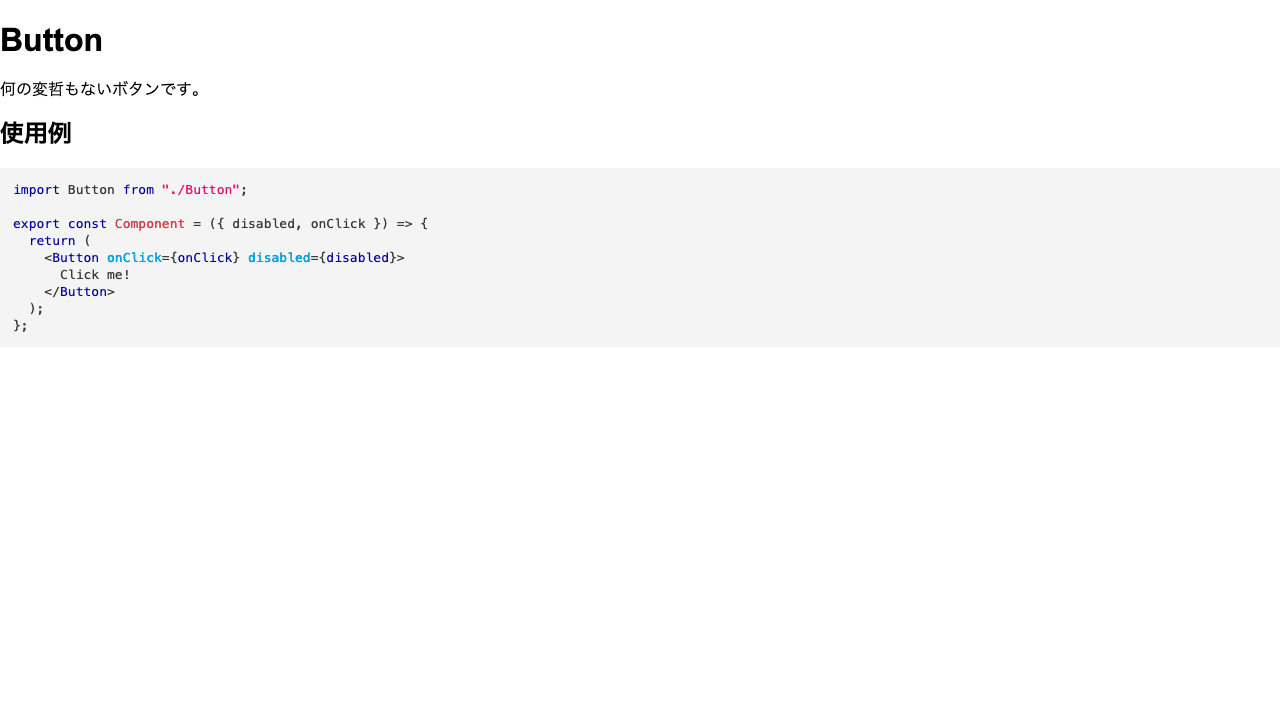 Button
何の変哲もないボタンです。
使用例
import Button from "./Button";

export const Component = ({ disabled, onClick }) => {
  return (
    <Button onClick={onClick} disabled={disabled}>
      Click me!
    </Button>
  );
};